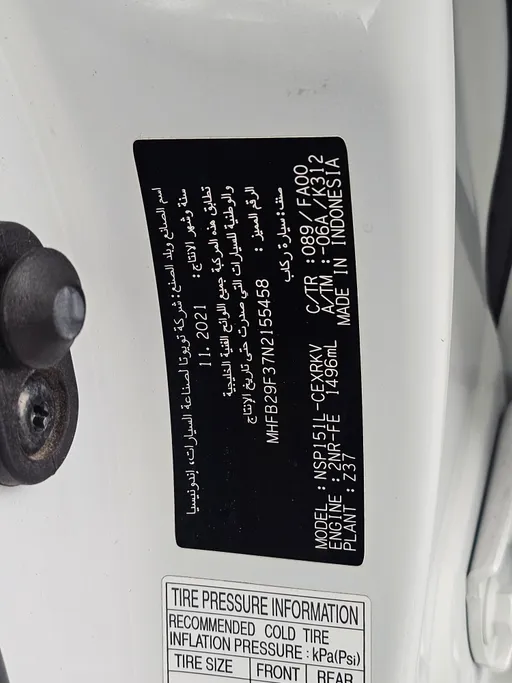 اسم الصانع وبلد الصنع: شركة تويوتا لصناعة السيارات، إندونيسيا
سنة وشهر الإنتاج: 11.2021
تطابق هذه المركبة جميع اللوائح الفنية الخليجية
والوطنية للسيارات التي صدرت حتى تاريخ الإنتاج
الرقم المميز : MHFB29F37N2155458
صنف: سيارة ركاب
MODEL : NSP151L-CEXRKV C/TR : 089 / FA00
ENGINE : 2NR-FE 1496mL A/TM : -06A / K312
PLANT : Z37 MADE IN INDONESIA
TIRE PRESSURE INFORMATION
RECOMMENDED COLD TIRE
INFLATION PRESSURE : kPa(Psi)
TIRE SIZE FRONT REAR